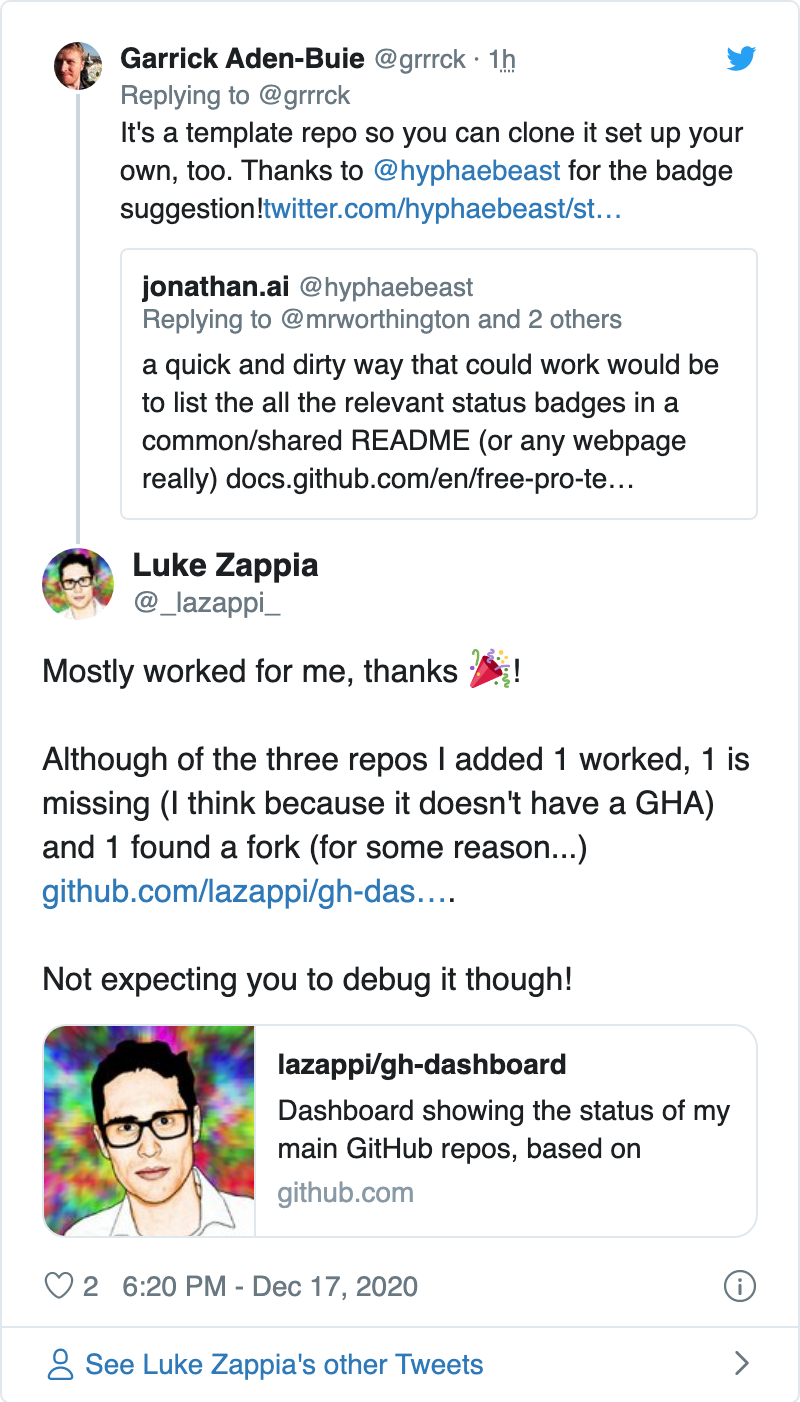 Garrick Aden-Buie @grrrck · 1h
Replying to @grrrck
It's a template repo so you can clone it set up your
own, too. Thanks to @hyphaebeast for the badge
suggestion!twitter.com/hyphaebeast/st…
jonathan.ai @hyphaebeast
Replying to @mrworthington and 2 others
a quick and dirty way that could work would be
to list the all the relevant status badges in a
common/shared README (or any webpage
really) docs.github.com/en/free-pro-te…
Luke Zappia
@_lazappi_
Mostly worked for me, thanks 🎉!
Although of the three repos I added 1 worked, 1 is
missing (I think because it doesn't have a GHA)
and 1 found a fork (for some reason...)
github.com/lazappi/gh-das….
Not expecting you to debug it though!
lazappi/gh-dashboard
Dashboard showing the status of my
main GitHub repos, based on
github.com
2 6:20 PM - Dec 17, 2020
See Luke Zappia's other Tweets